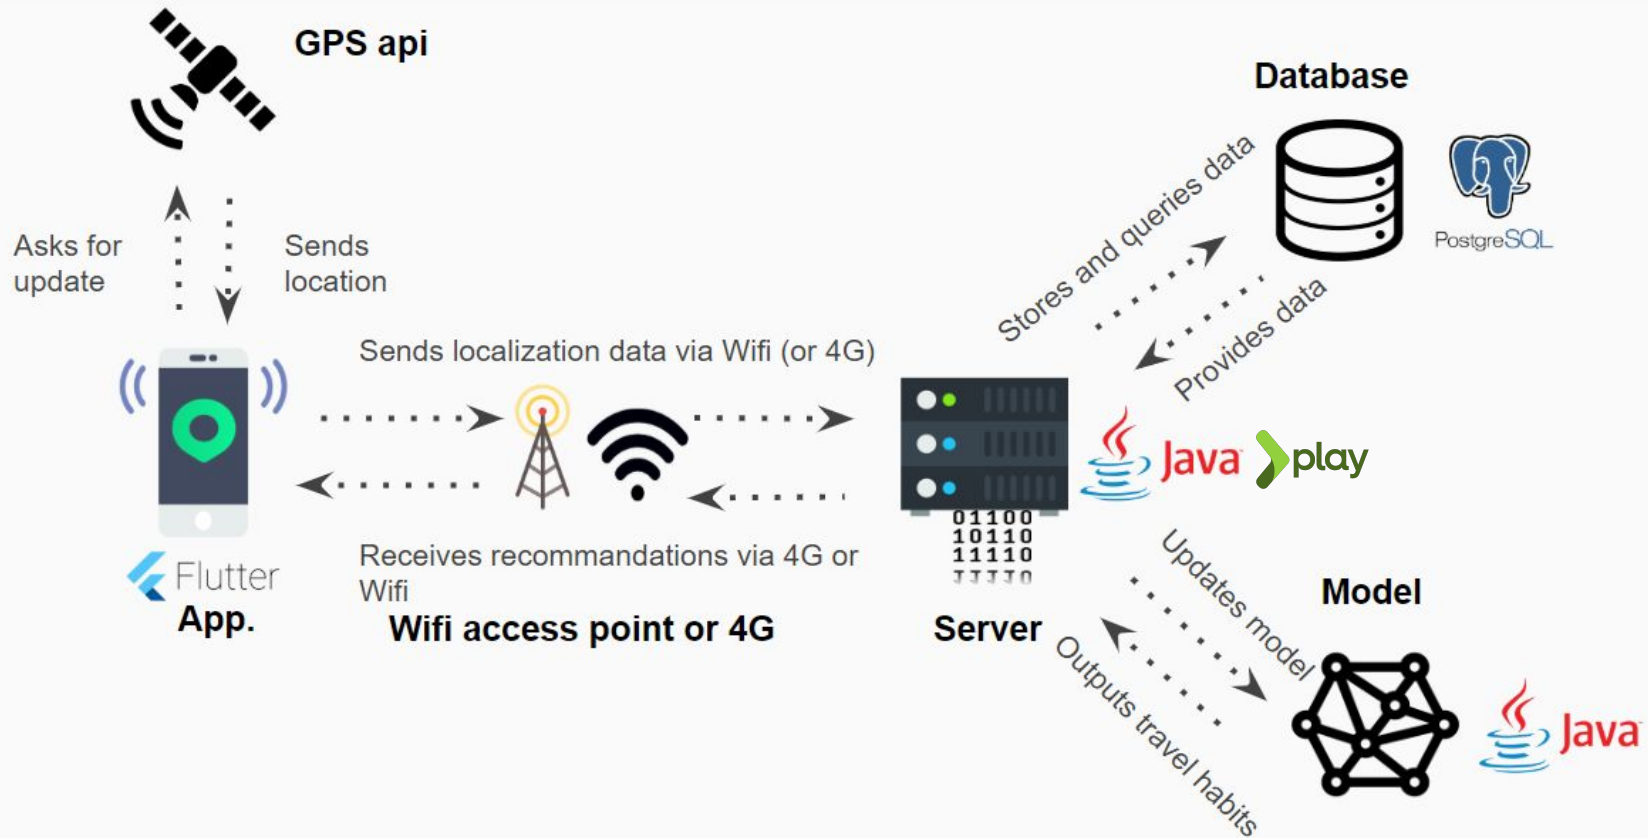 GPS api
Database
PostgreSQL
Asks for
update
Sends
location
Stores and queries data
Provides data
Sends localization data via Wifi (or 4G)
Java
play
01100
10110
11110
Flutter
App.
Receives recommandations via 4G or
Wifi
Wifi access point or 4G
Server
Updates model
Outputs travel habits
Model
Java